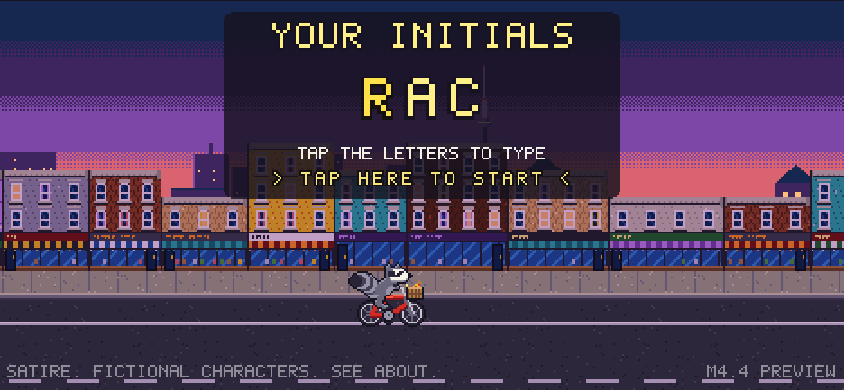 YOUR INITIALS
RAC
TAP THE LETTERS TO TYPE
> TAP HERE TO START <
SATIRE. FICTIONAL CHARACTERS. SEE ABOUT.
M4.4 PREVIEW